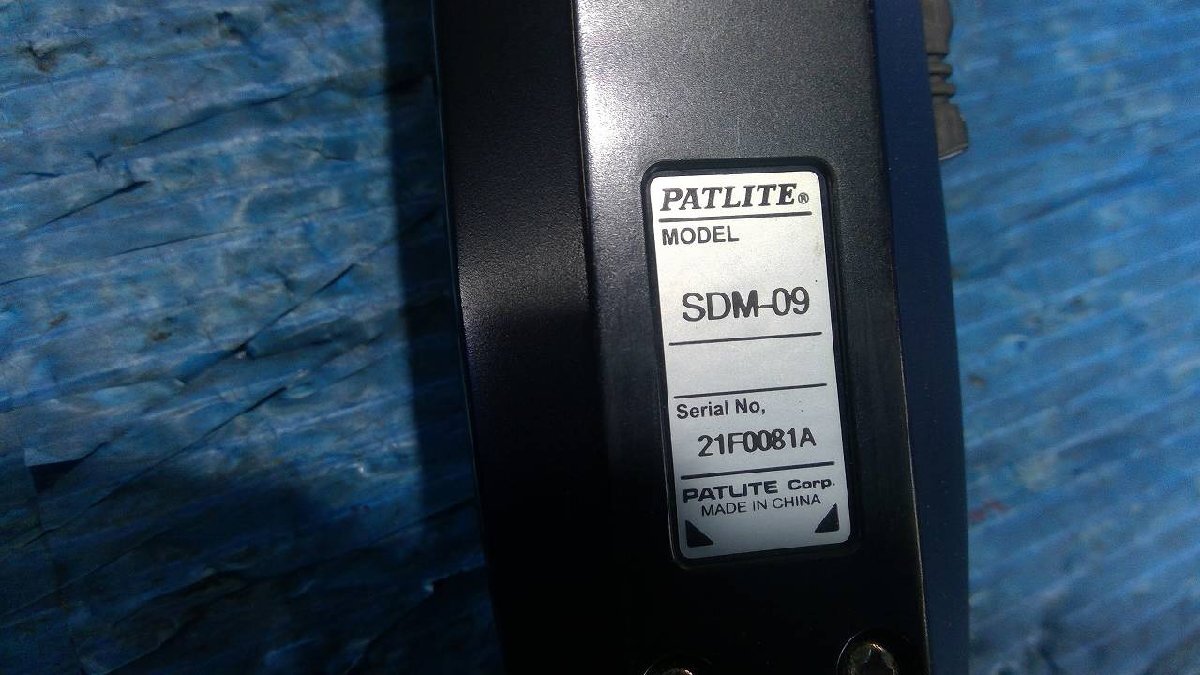 PATLITE®
MODEL
SDM-09
Serial No,
21F0081A
PATLITE Corp.
MADE IN CHINA